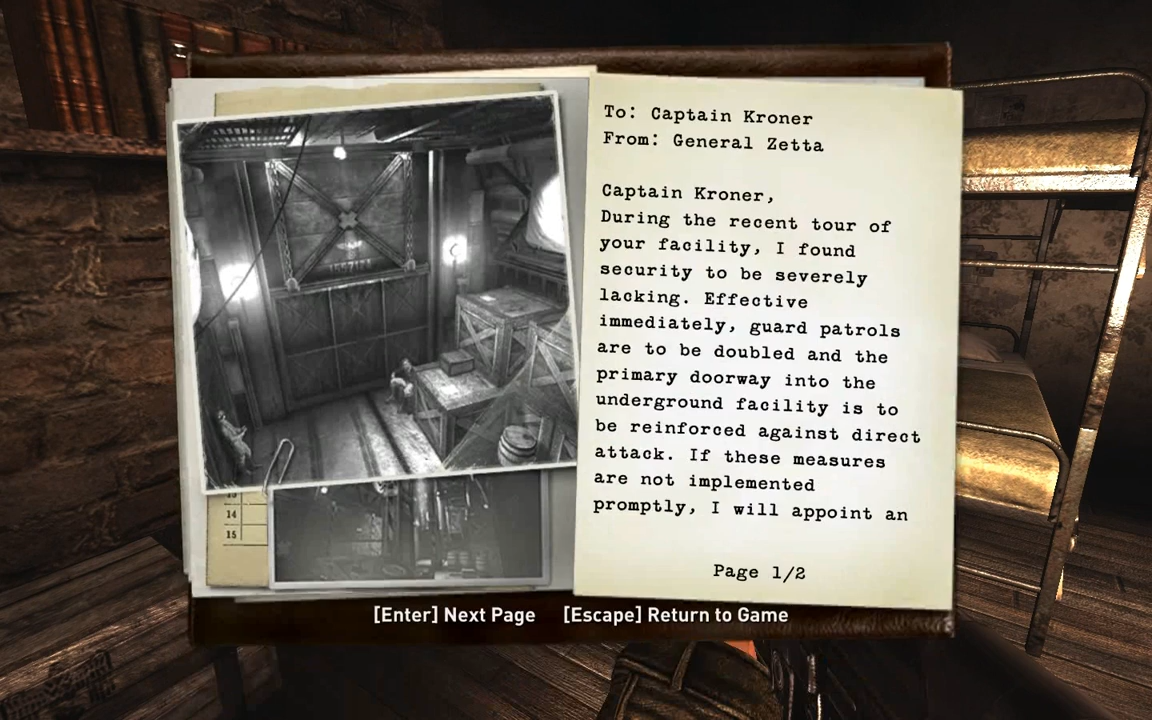 To: Captain Kroner
From: General Zetta
Captain Kroner,
During the recent tour of
your facility, I found
security to be severely
lacking. Effective
immediately, guard patrols
are to be doubled and the
primary doorway into the
underground facility is to
be reinforced against direct
attack. If these measures
are not implemented
promptly, I will appoint an
Page 1/2
14
15
[Enter] Next Page [Escape] Return to Game